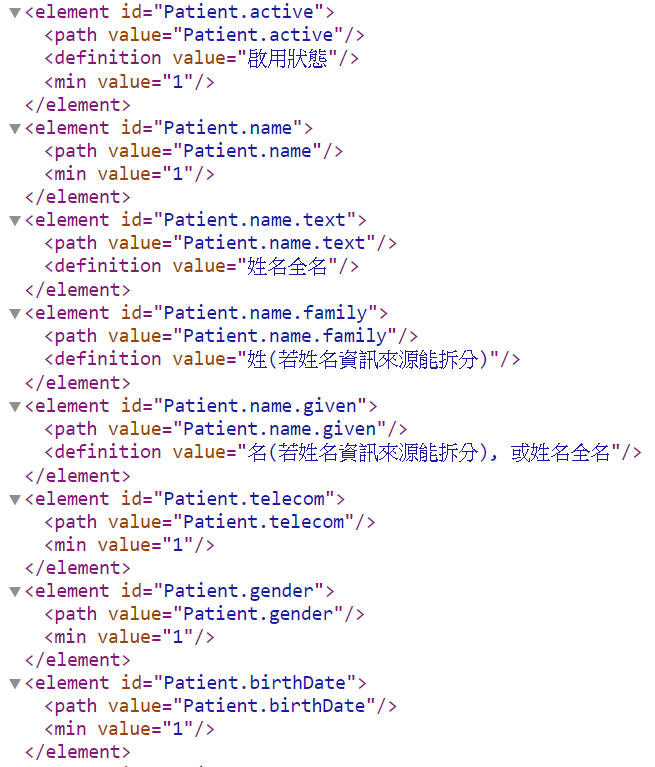 <element id="Patient.active">
<path value="Patient.active"/>
<definition value="啟用狀態"/>
<min value="1"/>
</element>
<element id="Patient.name">
<path value="Patient.name"/>
<min value="1"/>
</element>
<element id="Patient.name.text">
<path value="Patient.name.text"/>
<definition value="姓名全名"/>
</element>
<element id="Patient.name.family">
<path value="Patient.name.family"/>
<definition value="姓(若姓名資訊來源能拆分)"/>
</element>
<element id="Patient.name.given">
<path value="Patient.name.given"/>
<definition value="名(若姓名資訊來源能拆分), 或姓名全名"/>
</element>
<element id="Patient.telecom">
<path value="Patient.telecom"/>
<min value="1"/>
</element>
<element id="Patient.gender">
<path value="Patient.gender"/>
<min value="1"/>
</element>
<element id="Patient.birthDate">
<path value="Patient.birthDate"/>
<min value="1"/>
</element>